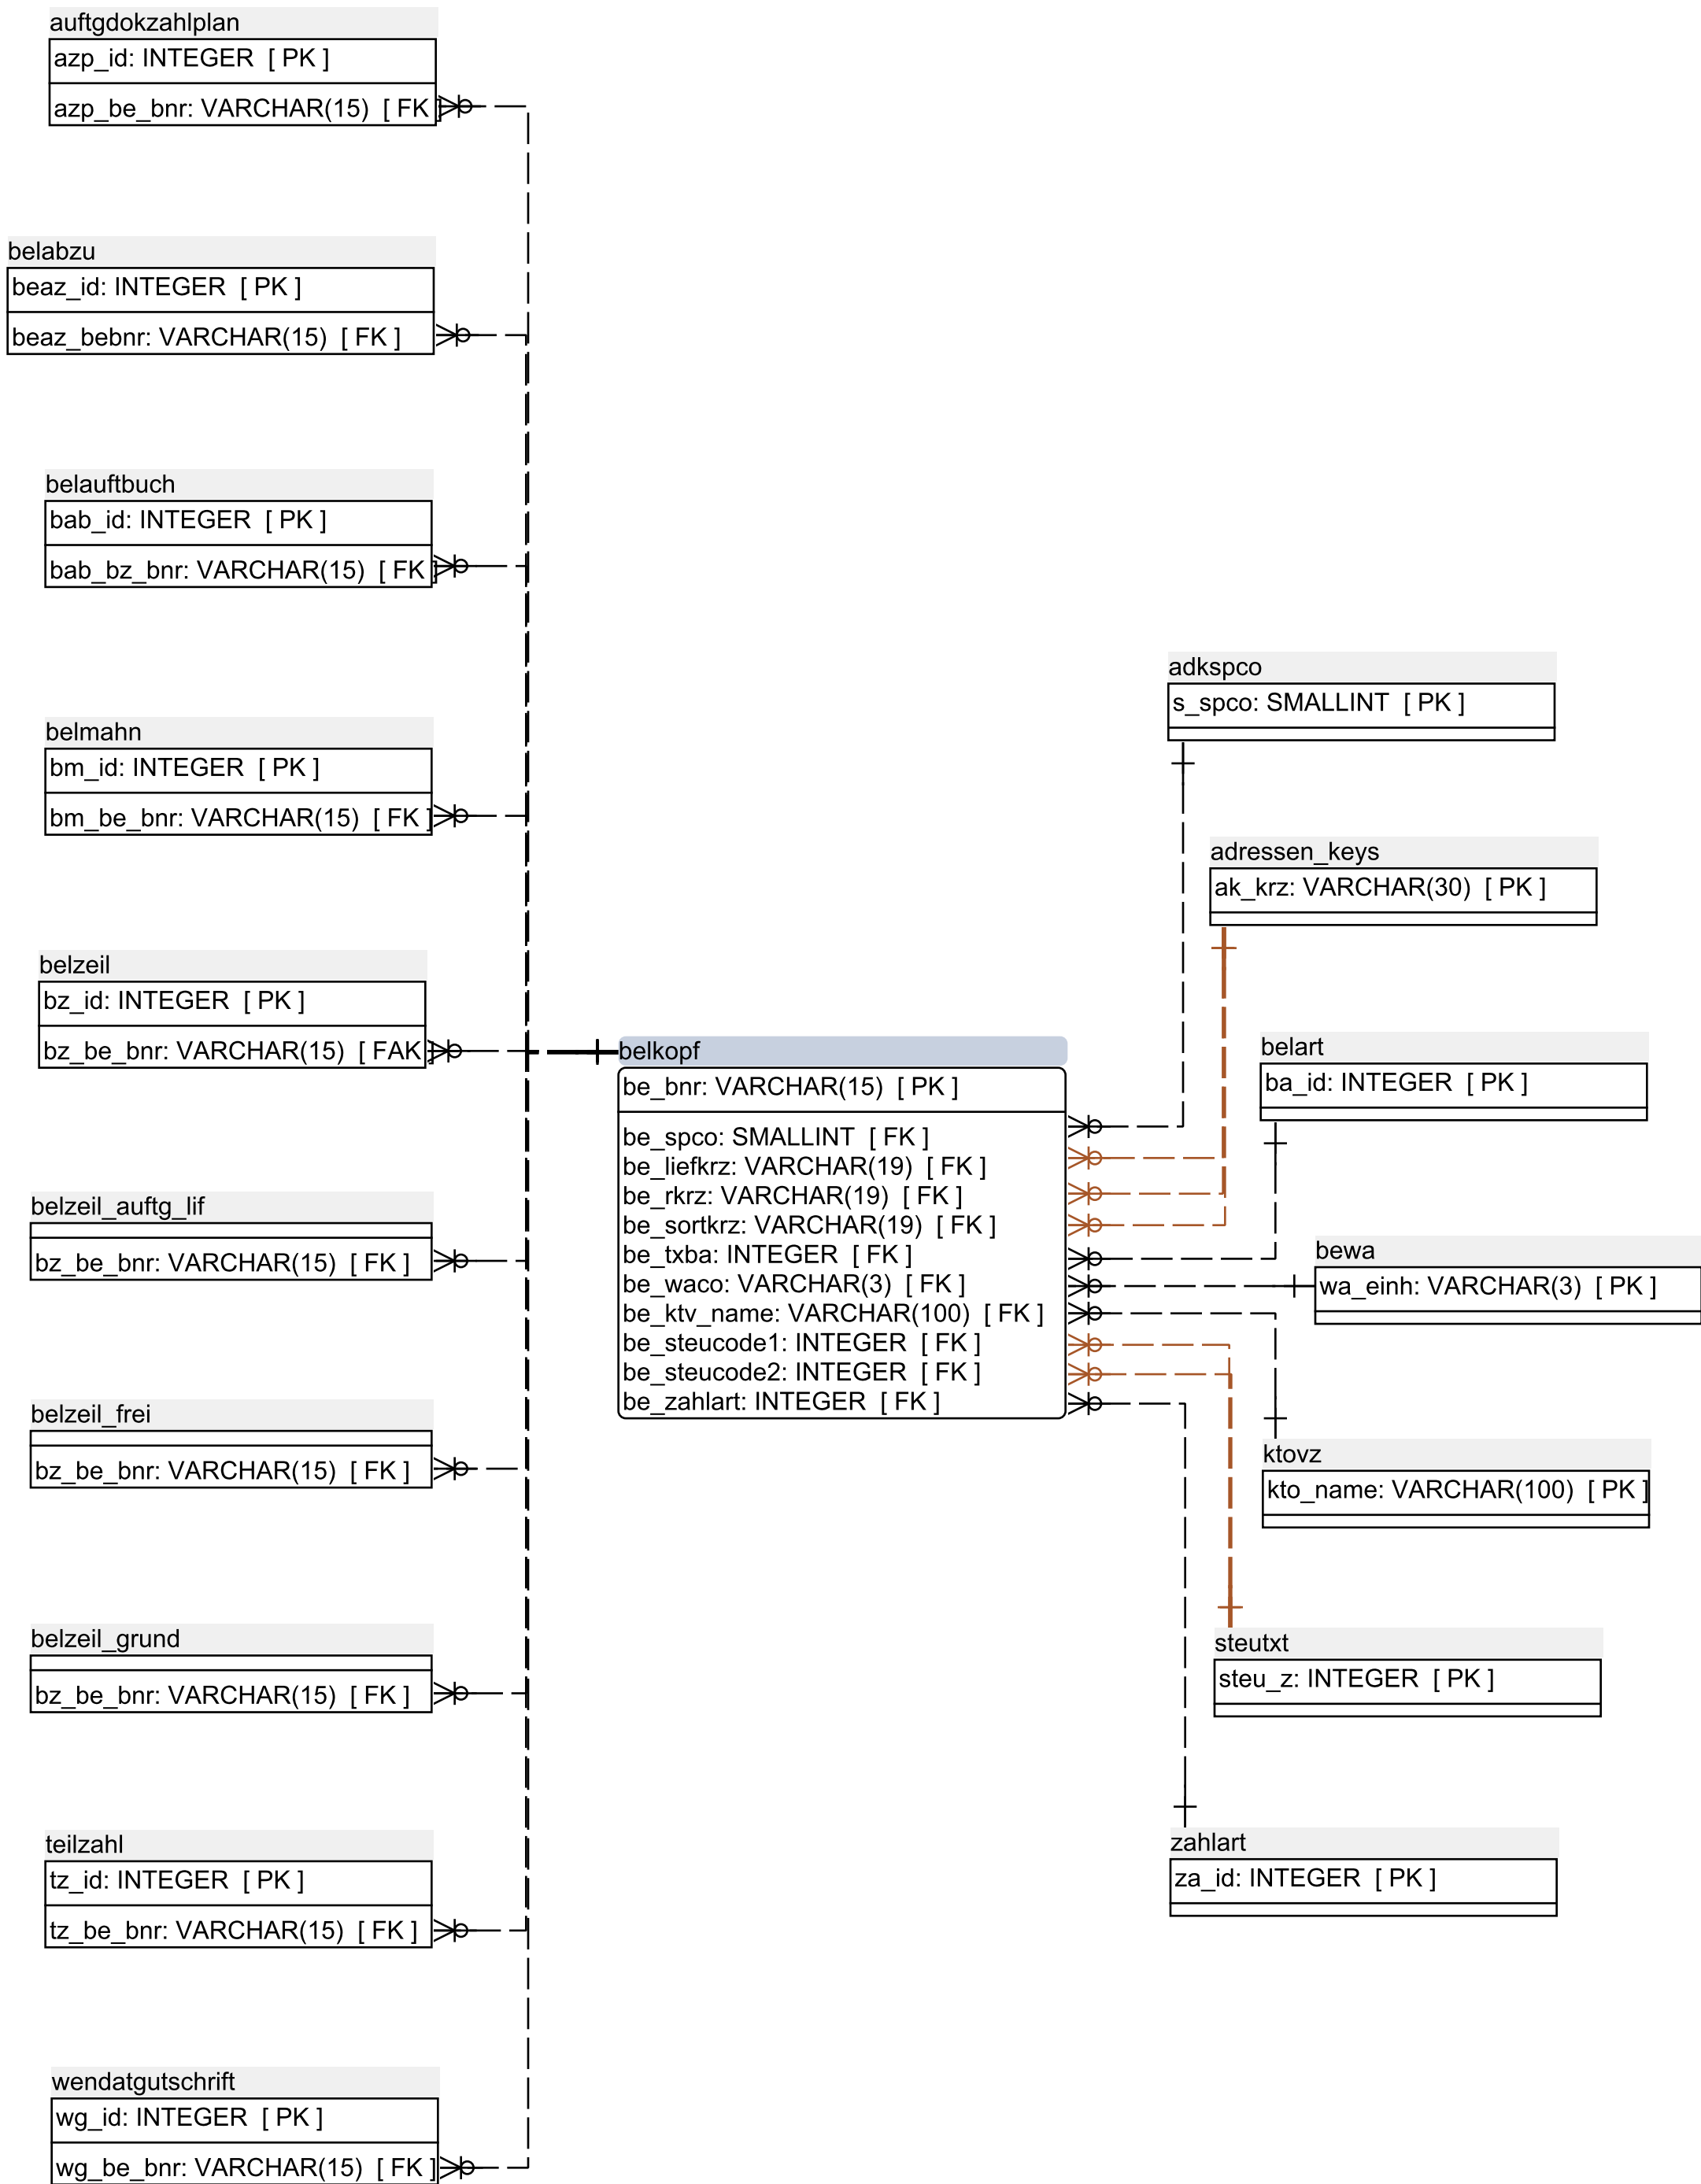 auftgdokzahlplan
azp_id: INTEGER [ PK ]
azp_be_bnr: VARCHAR(15) [ FK ]
belabzu
beaz_id: INTEGER [ PK ]
beaz_bebnr: VARCHAR(15) [ FK ]
belauftbuch
bab_id: INTEGER [ PK ]
bab_bz_bnr: VARCHAR(15) [ FK ]
belmahn
bm_id: INTEGER [ PK ]
bm_be_bnr: VARCHAR(15) [ FK ]
belzeil
bz_id: INTEGER [ PK ]
bz_be_bnr: VARCHAR(15) [ FAK ]
belzeil_auftg_lif
bz_be_bnr: VARCHAR(15) [ FK ]
belzeil_frei
bz_be_bnr: VARCHAR(15) [ FK ]
belzeil_grund
bz_be_bnr: VARCHAR(15) [ FK ]
teilzahl
tz_id: INTEGER [ PK ]
tz_be_bnr: VARCHAR(15) [ FK ]
wendatgutschrift
wg_id: INTEGER [ PK ]
wg_be_bnr: VARCHAR(15) [ FK ]
belkopf
be_bnr: VARCHAR(15) [ PK ]
be_spco: SMALLINT [ FK ]
be_liefkrz: VARCHAR(19) [ FK ]
be_rkrz: VARCHAR(19) [ FK ]
be_sortkrz: VARCHAR(19) [ FK ]
be_txba: INTEGER [ FK ]
be_waco: VARCHAR(3) [ FK ]
be_ktv_name: VARCHAR(100) [ FK ]
be_steucode1: INTEGER [ FK ]
be_steucode2: INTEGER [ FK ]
be_zahlart: INTEGER [ FK ]
adkspco
s_spco: SMALLINT [ PK ]
adressen_keys
ak_krz: VARCHAR(30) [ PK ]
belart
ba_id: INTEGER [ PK ]
bewa
wa_einh: VARCHAR(3) [ PK ]
ktovz
kto_name: VARCHAR(100) [ PK ]
steutxt
steu_z: INTEGER [ PK ]
zahlart
za_id: INTEGER [ PK ]